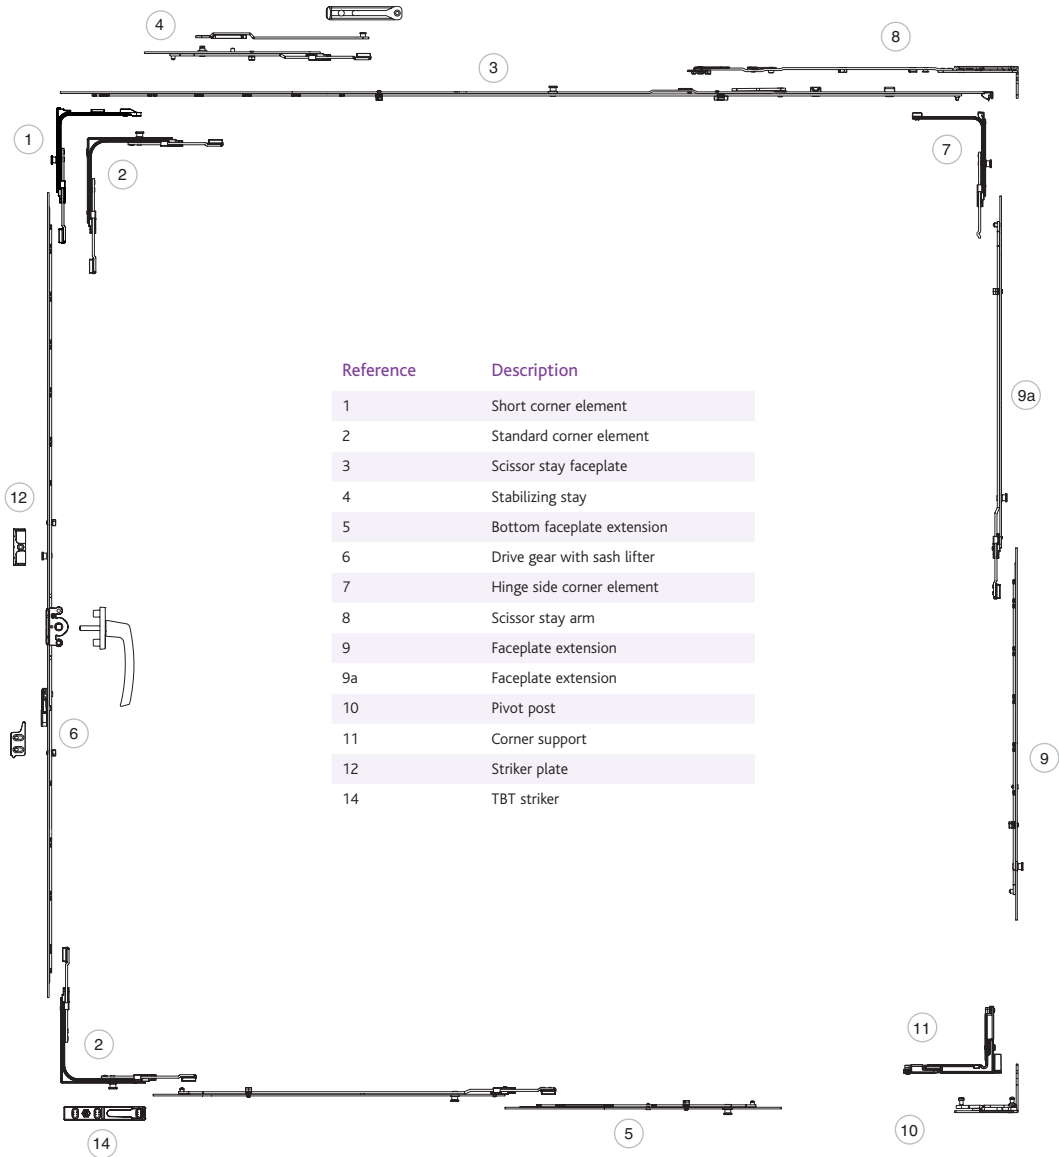 4
8
3
1
2
7
Reference Description
1 Short corner element
2 Standard corner element
3 Scissor stay faceplate
4 Stabilizing stay
5 Bottom faceplate extension
6 Drive gear with sash lifter
7 Hinge side corner element
8 Scissor stay arm
9 Faceplate extension
9a Faceplate extension
10 Pivot post
11 Corner support
12 Striker plate
14 TBT striker
9a
12
6
9
11
2
14
5
10